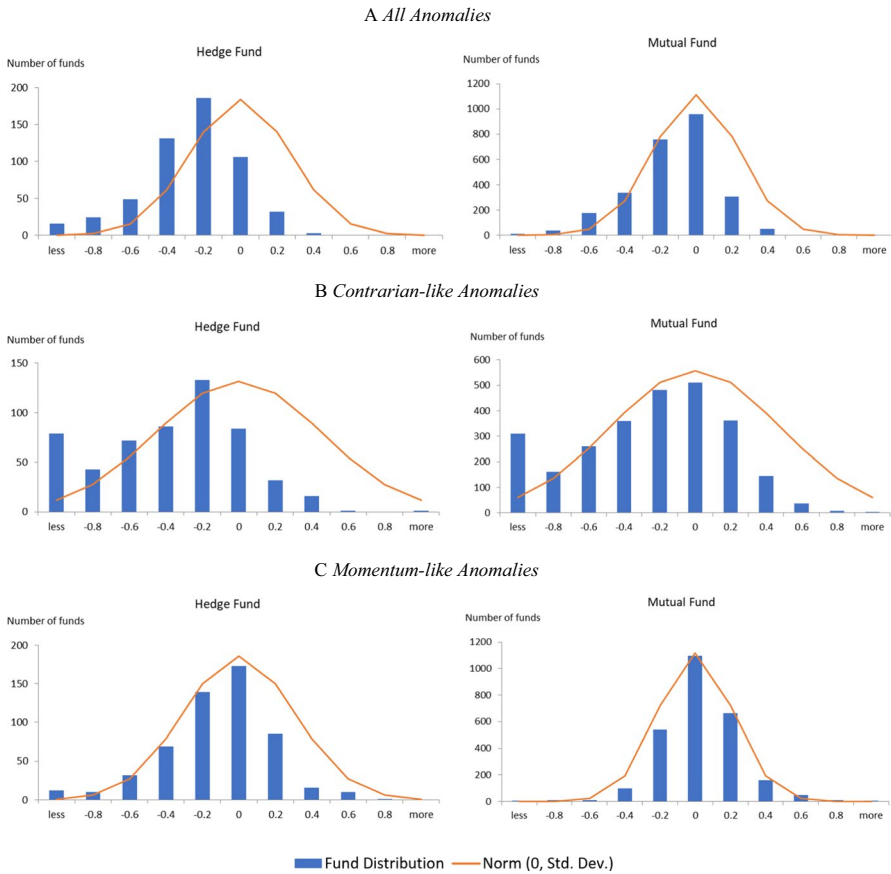 A All Anomalies
Hedge Fund
Number of funds
200
150
100
50
0
less -0.8 -0.6 -0.4 -0.2 0 0.2 0.4 0.6 0.8 more
Mutual Fund
Number of funds
1200
1000
800
600
400
200
0
less -0.8 -0.6 -0.4 -0.2 0 0.2 0.4 0.6 0.8 more
B Contrarian-like Anomalies
Hedge Fund
Number of funds
150
100
50
0
less -0.8 -0.6 -0.4 -0.2 0 0.2 0.4 0.6 0.8 more
Mutual Fund
Number of funds
600
500
400
300
200
100
0
less -0.8 -0.6 -0.4 -0.2 0 0.2 0.4 0.6 0.8 more
C Momentum-like Anomalies
Hedge Fund
Number of funds
200
150
100
50
0
less -0.8 -0.6 -0.4 -0.2 0 0.2 0.4 0.6 0.8 more
Mutual Fund
Number of funds
1200
1000
800
600
400
200
0
less -0.8 -0.6 -0.4 -0.2 0 0.2 0.4 0.6 0.8 more
Fund Distribution Norm (0, Std. Dev.)